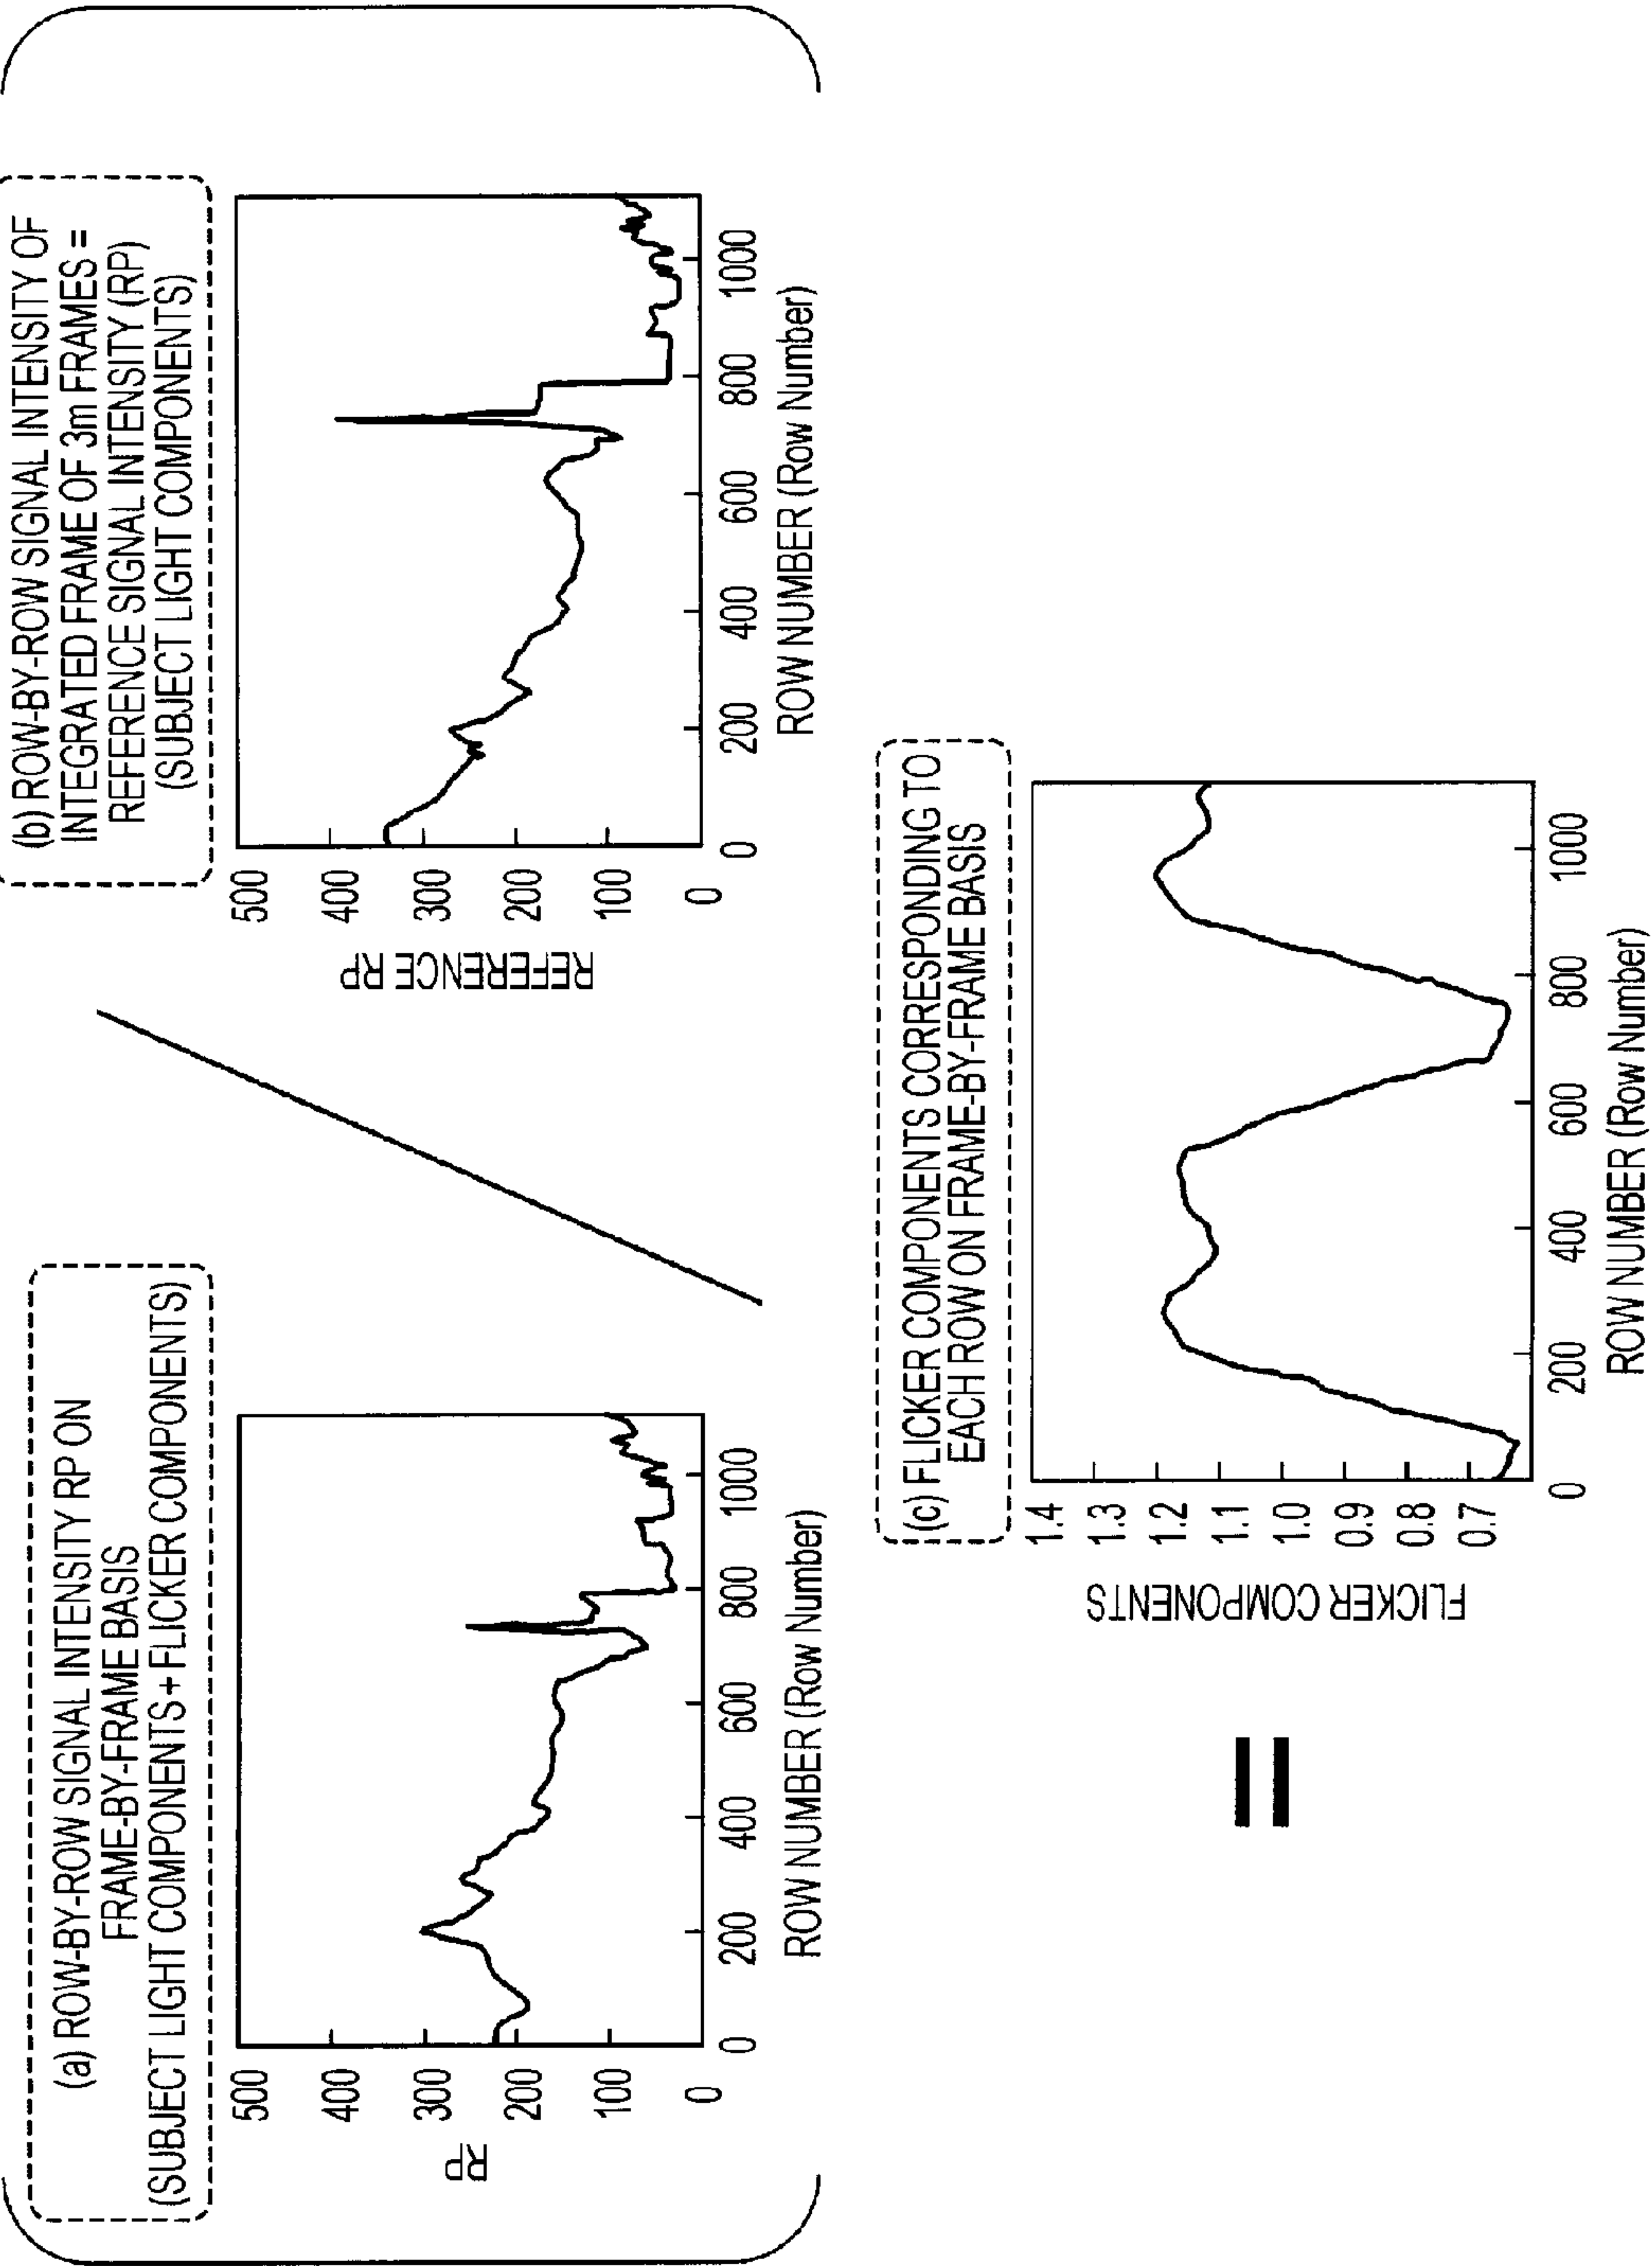 (a) ROW-BY-ROW SIGNAL INTENSITY RP ON
FRAME-BY-FRAME BASIS
(SUBJECT LIGHT COMPONENTS+FLICKER COMPONENTS)
RP
500
400
300
200
100
0
0 200 400 600 800 1000
ROW NUMBER (Row Number)
(b) ROW-BY-ROW SIGNAL INTENSITY OF
INTEGRATED FRAME OF 3m FRAMES =
REFERENCE SIGNAL INTENSITY (RP)
(SUBJECT LIGHT COMPONENTS)
REFERENCE RP
500
400
300
200
100
0
0 200 400 600 800 1000
ROW NUMBER (Row Number)
=
(c) FLICKER COMPONENTS CORRESPONDING TO
EACH ROW ON FRAME-BY-FRAME BASIS
FLICKER COMPONENTS
1.4
1.3
1.2
1.1
1.0
0.9
0.8
0.7
0 200 400 600 800 1000
ROW NUMBER (Row Number)